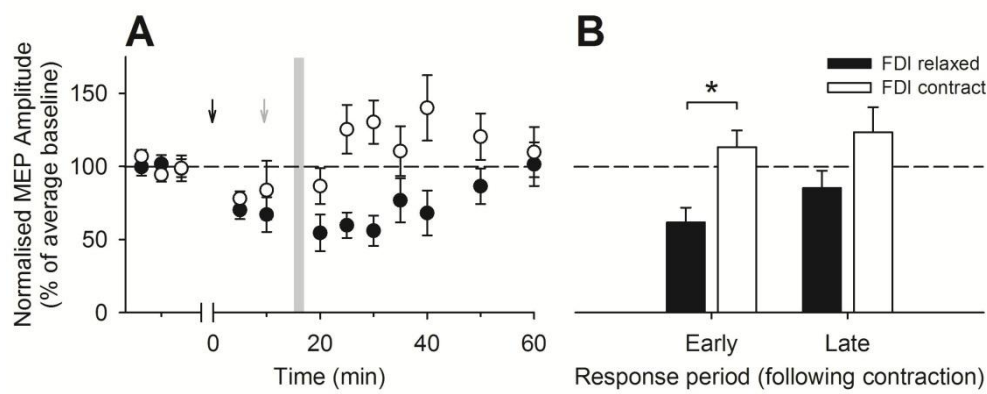 A
B
Normalised MEP Amplitude
(% of average baseline)
150
100
50
0
0
20
40
60
Time (min)
FDI relaxed
FDI contract
*
Early
Late
Response period (following contraction)